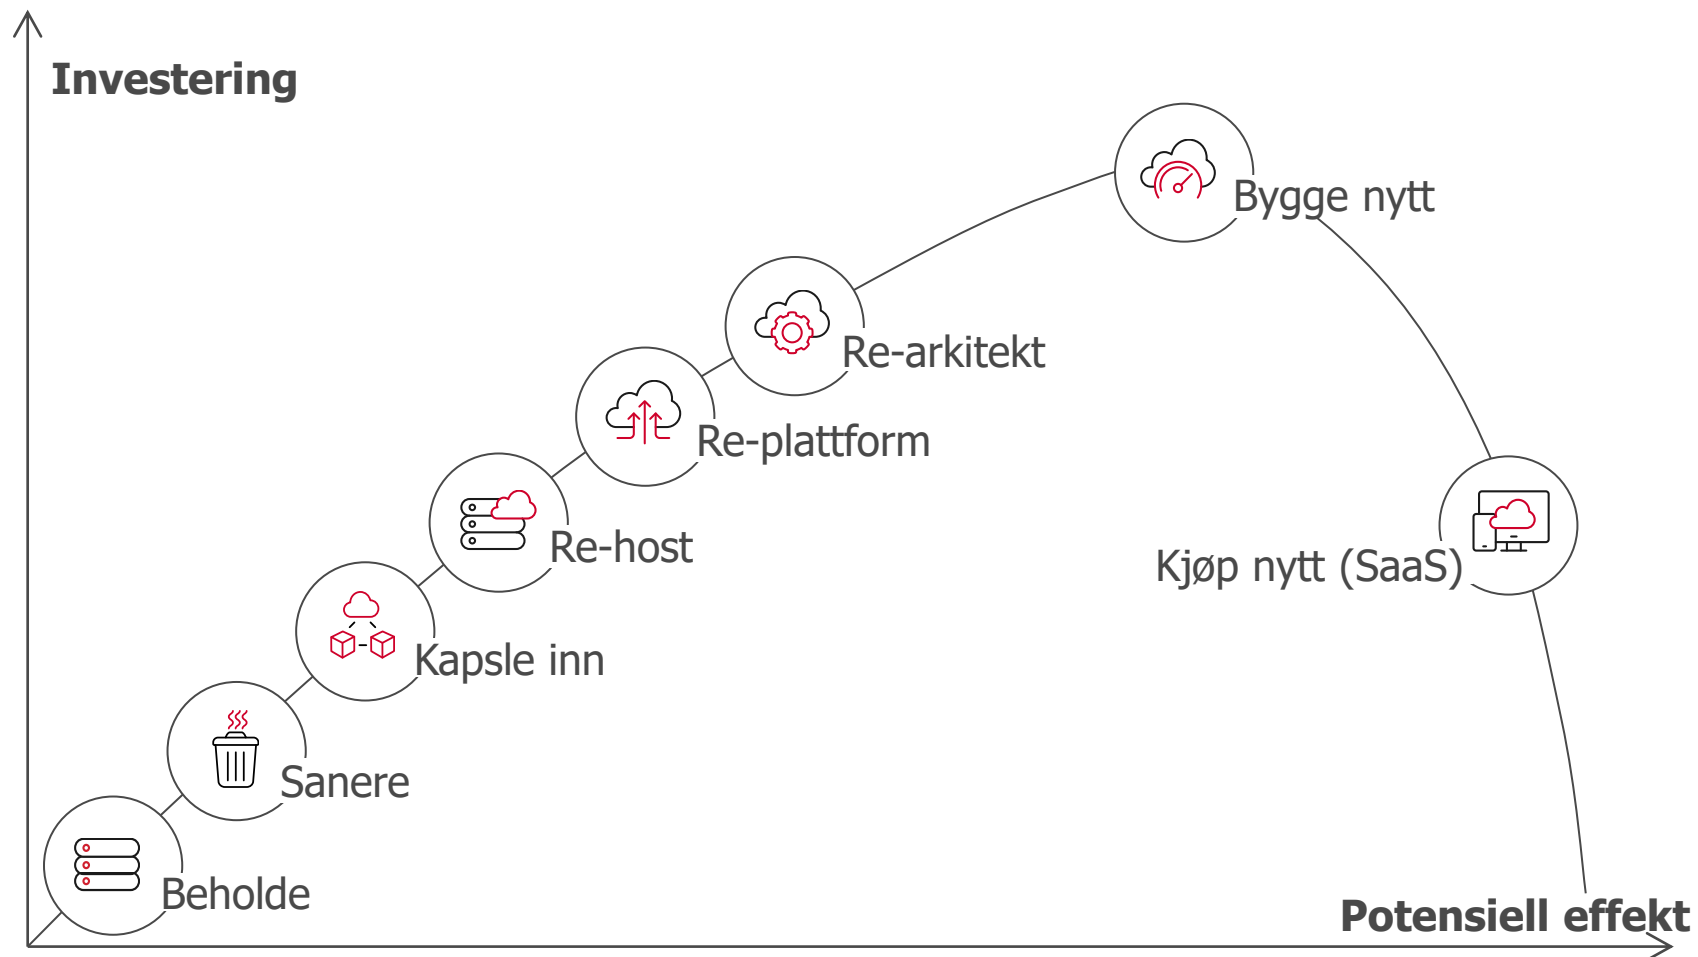 Investering
Bygge nytt
Re-arkitekt
Re-plattform
Re-host
Kjøp nytt (SaaS)
Kapsle inn
Sanere
Beholde
Potensiell effekt